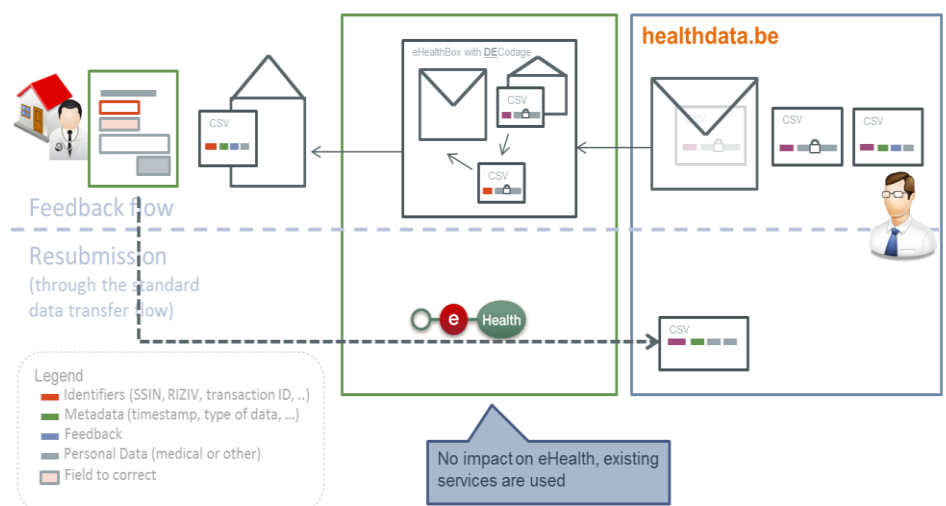 healthdata.be
eHealthBox with DECodage
CSV
CSV
CSV
CSV
CSV
CSV
Feedback flow
Resubmission
(through the standard
data transfer flow)
e Health
CSV
Legend
Identifiers (SSIN, RIZIV, transaction ID, ..)
Metadata (timestamp, type of data, ...)
Feedback
Personal Data (medical or other)
Field to correct
No impact on eHealth, existing
services are used